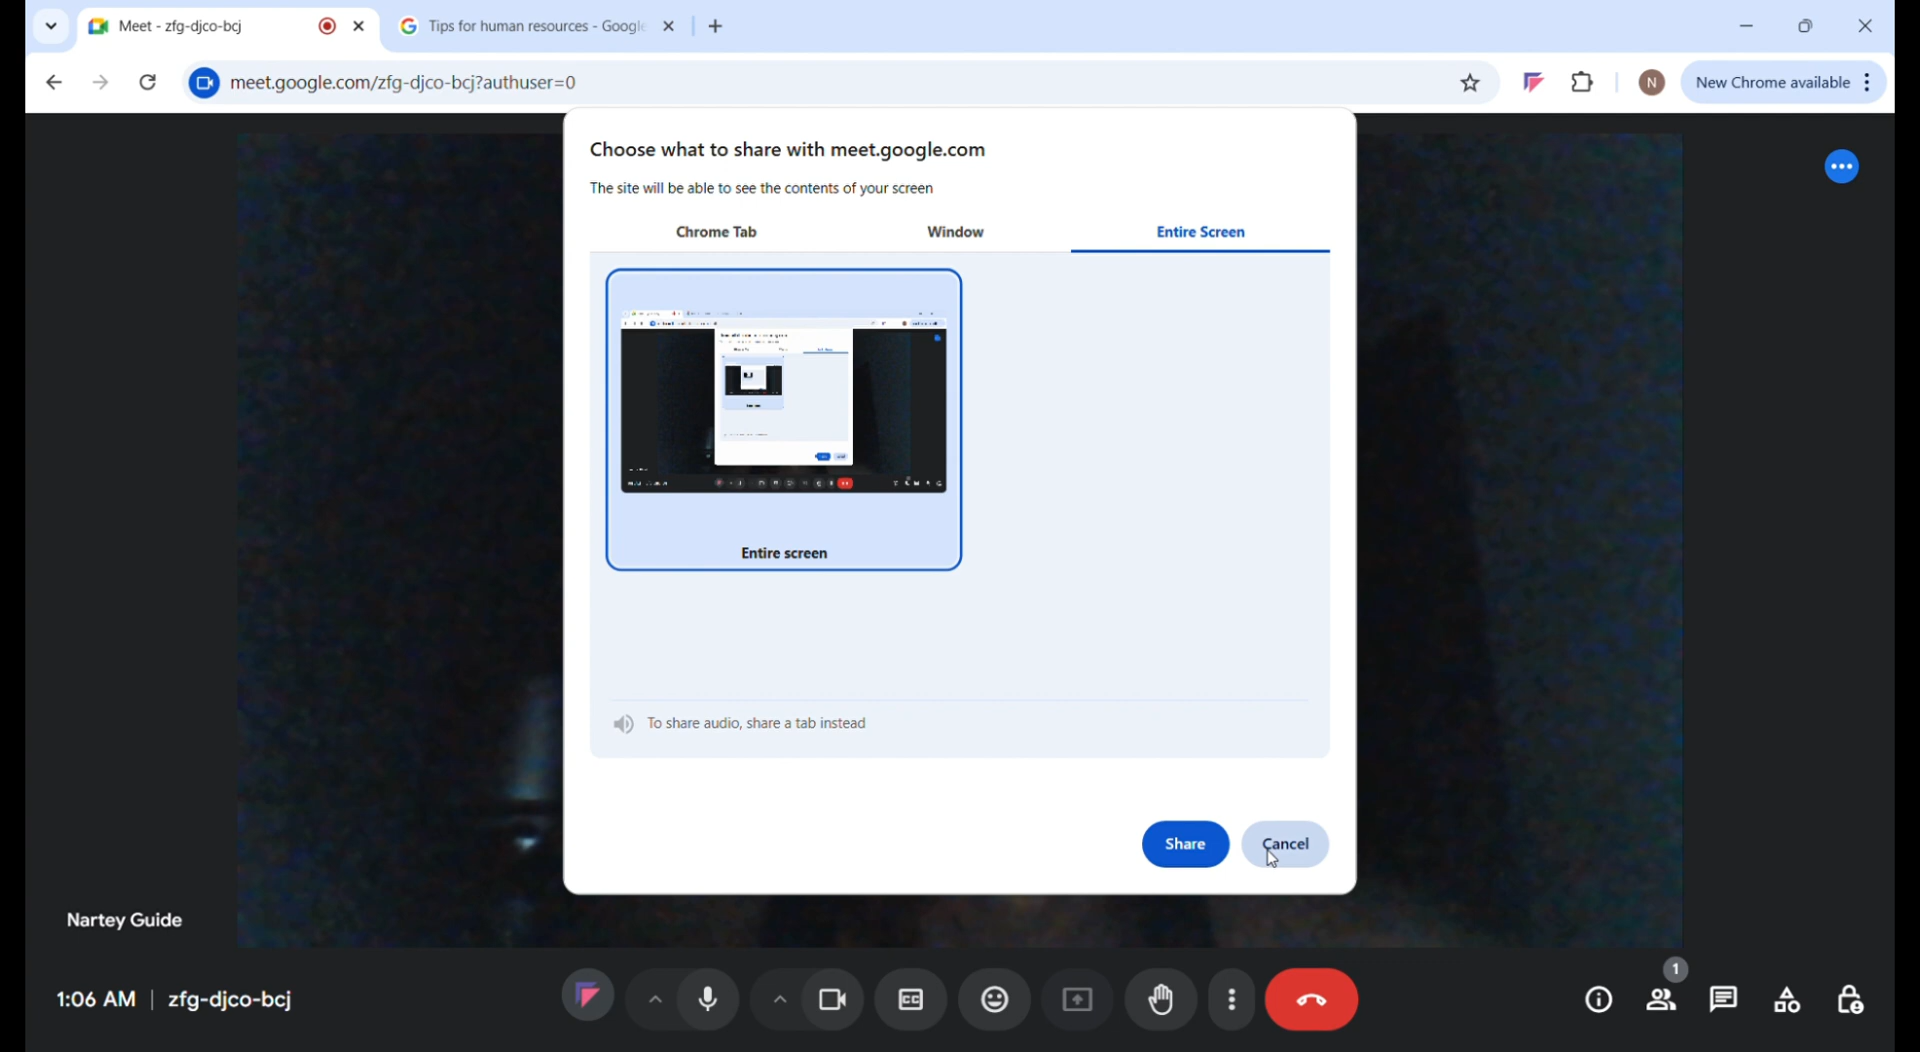 Meet - zfg-djco-bcj
Tips for human resources - Google
meet.google.com/zfg-djco-bcj?authuser=0
N
New Chrome available
Choose what to share with meet.google.com
The site will be able to see the contents of your screen
Chrome Tab
Window
Entire Screen
Entire screen
To share audio, share a tab instead
Share
Cancel
Nartey Guide
1:06 AM | zfg-djco-bcj
CC
1